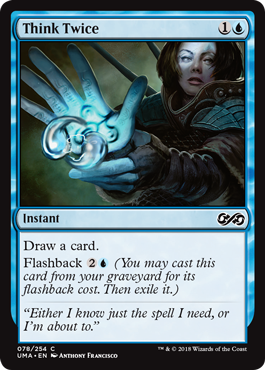 Think Twice 1
Instant
Draw a card.
Flashback 2 (You may cast this
card from your graveyard for its
flashback cost. Then exile it.)
“Either I know just the spell I need, or
I’m about to.”
078/254 C
UMA • EN Anthony Francisco ™ & © 2018 Wizards of the Coast